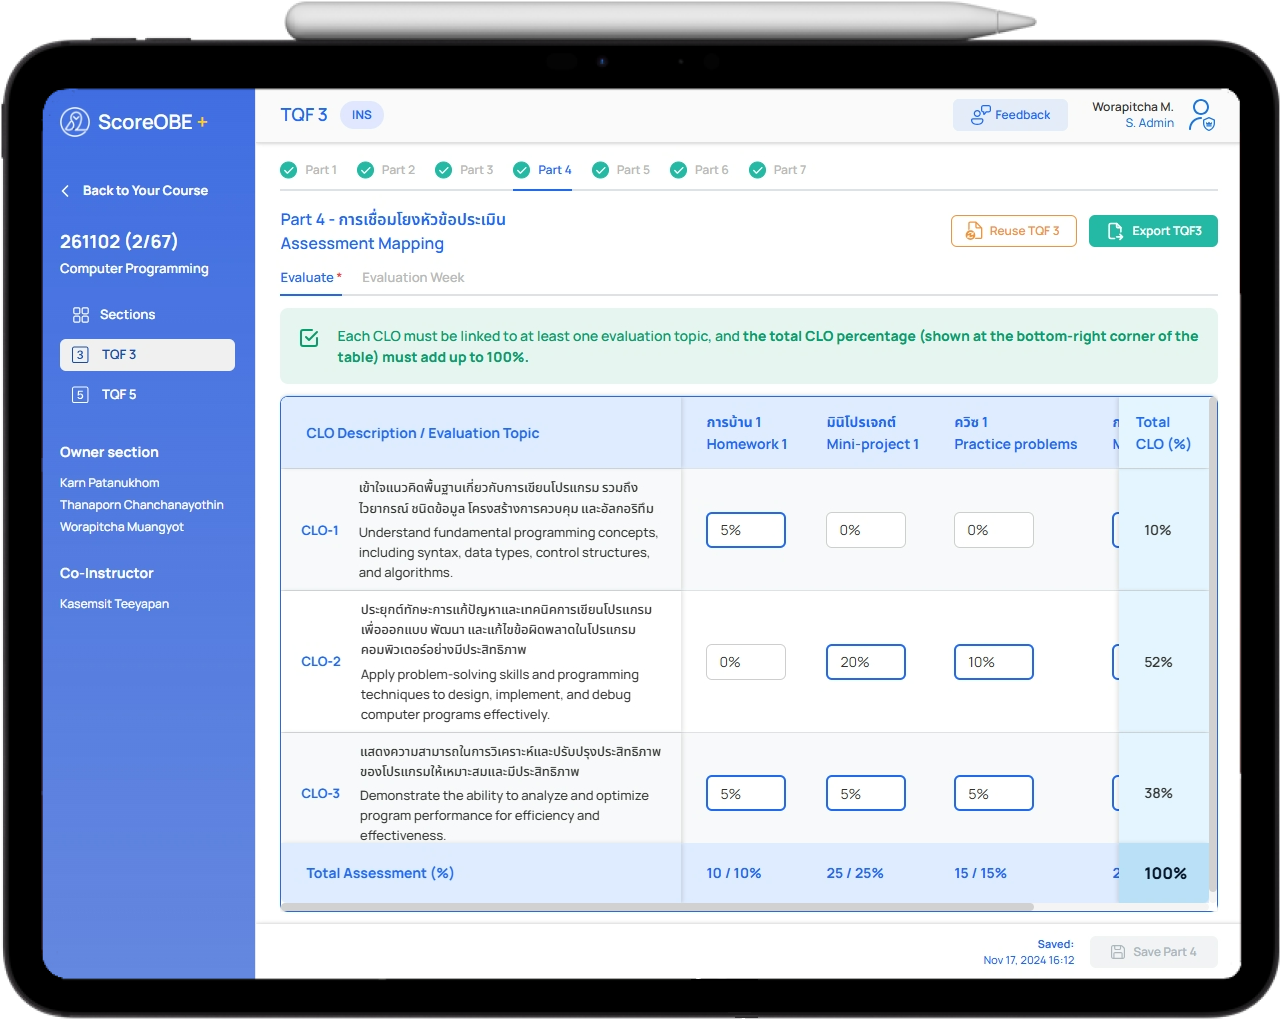 ScoreOBE +
Back to Your Course
261102 (2/67)
Computer Programming
Sections
3 TQF 3
5 TQF 5
Owner section
Karn Patanukhom
Thanaporn Chanchanayothin
Worapitcha Muangyot
Co-Instructor
Kasemsit Teeyapan
TQF 3 INS
Feedback
Worapitcha M.
S. Admin
Part 1 Part 2 Part 3 Part 4 Part 5 Part 6 Part 7
Part 4 - การเชื่อมโยงหัวข้อประเมิน
Assessment Mapping
Reuse TQF 3
Export TQF3
Evaluate * Evaluation Week
Each CLO must be linked to at least one evaluation topic, and the total CLO percentage (shown at the bottom-right corner of the
table) must add up to 100%.
CLO Description / Evaluation Topic
การบ้าน 1
Homework 1
มินิโปรเจกต์
Mini-project 1
ควิซ 1
Practice problems
Total
CLO (%)
CLO-1
เข้าใจแนวคิดพื้นฐานเกี่ยวกับการเขียนโปรแกรม รวมถึง
ไวยากรณ์ ชนิดข้อมูล โครงสร้างการควบคุม และอัลกอริทึม
Understand fundamental programming concepts,
including syntax, data types, control structures,
and algorithms.
5% 0% 0% 10%
CLO-2
ประยุกต์ทักษะการแก้ปัญหาและเทคนิคการเขียนโปรแกรม
เพื่อออกแบบ พัฒนา และแก้ไขข้อผิดพลาดในโปรแกรม
คอมพิวเตอร์อย่างมีประสิทธิภาพ
Apply problem-solving skills and programming
techniques to design, implement, and debug
computer programs effectively.
0% 20% 10% 52%
CLO-3
แสดงความสามารถในการวิเคราะห์และปรับปรุงประสิทธิภาพ
ของโปรแกรมให้เหมาะสมและมีประสิทธิภาพ
Demonstrate the ability to analyze and optimize
program performance for efficiency and
effectiveness.
5% 5% 5% 38%
Total Assessment (%) 10 / 10% 25 / 25% 15 / 15% 2 100%
Saved:
Nov 17, 2024 16:12
Save Part 4